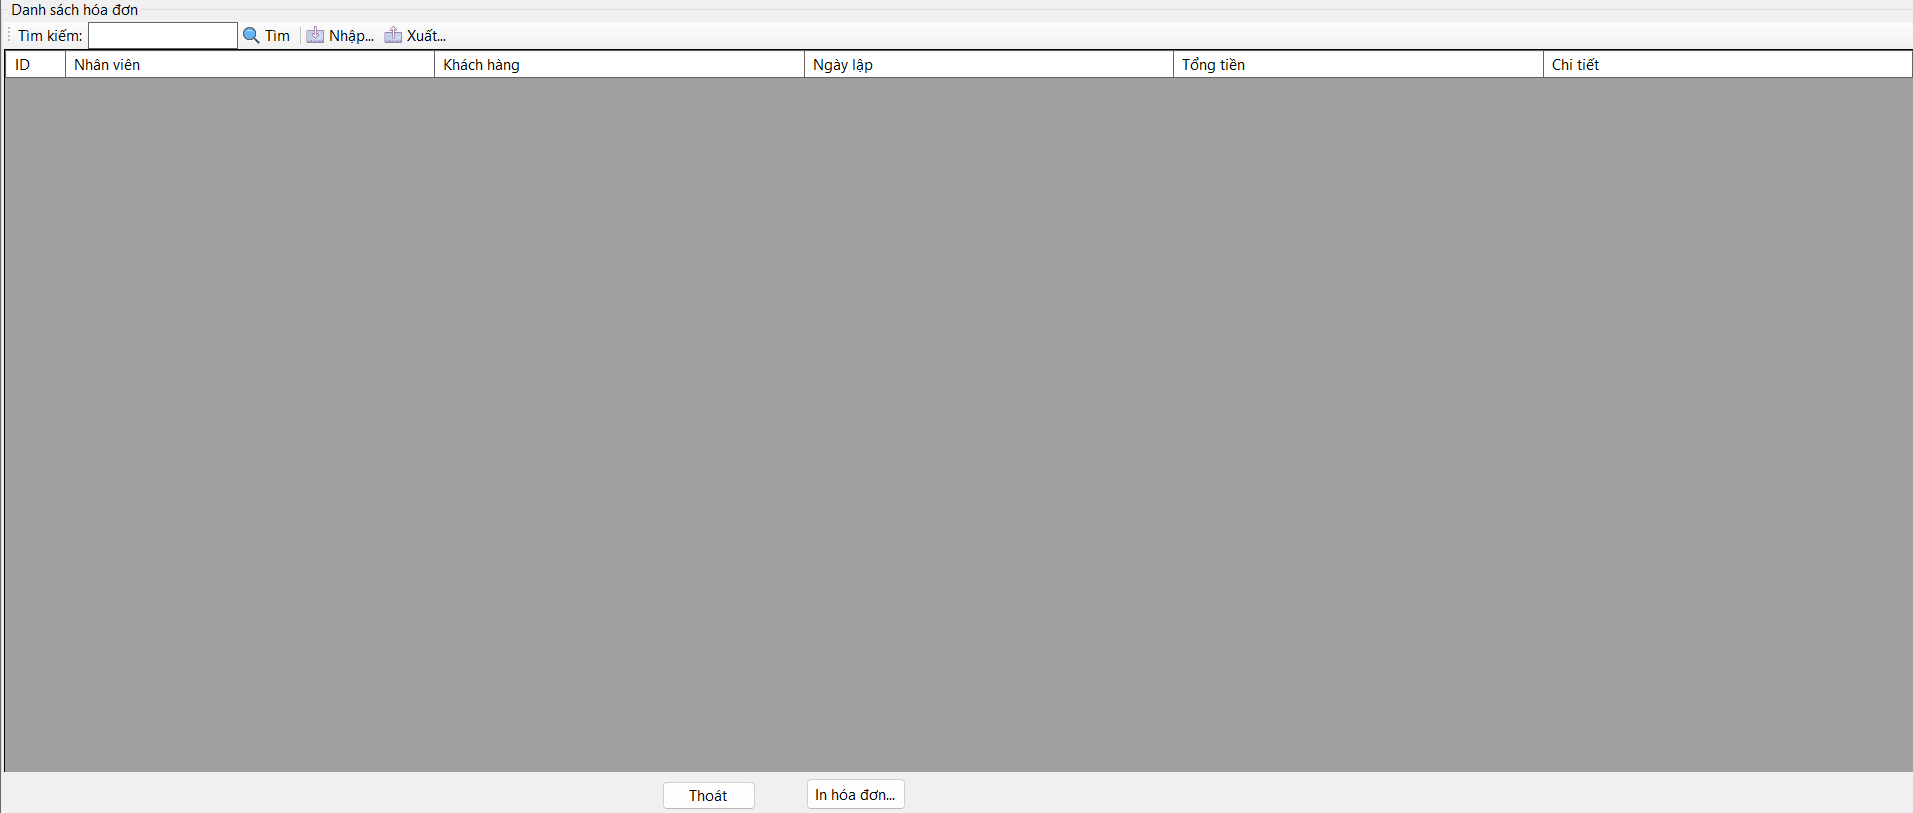 Danh sách hóa đơn
Tìm kiếm: Tìm Nhập... Xuất...
ID Nhân viên Khách hàng Ngày lập Tổng tiền Chi tiết
Thoát In hóa đơn...